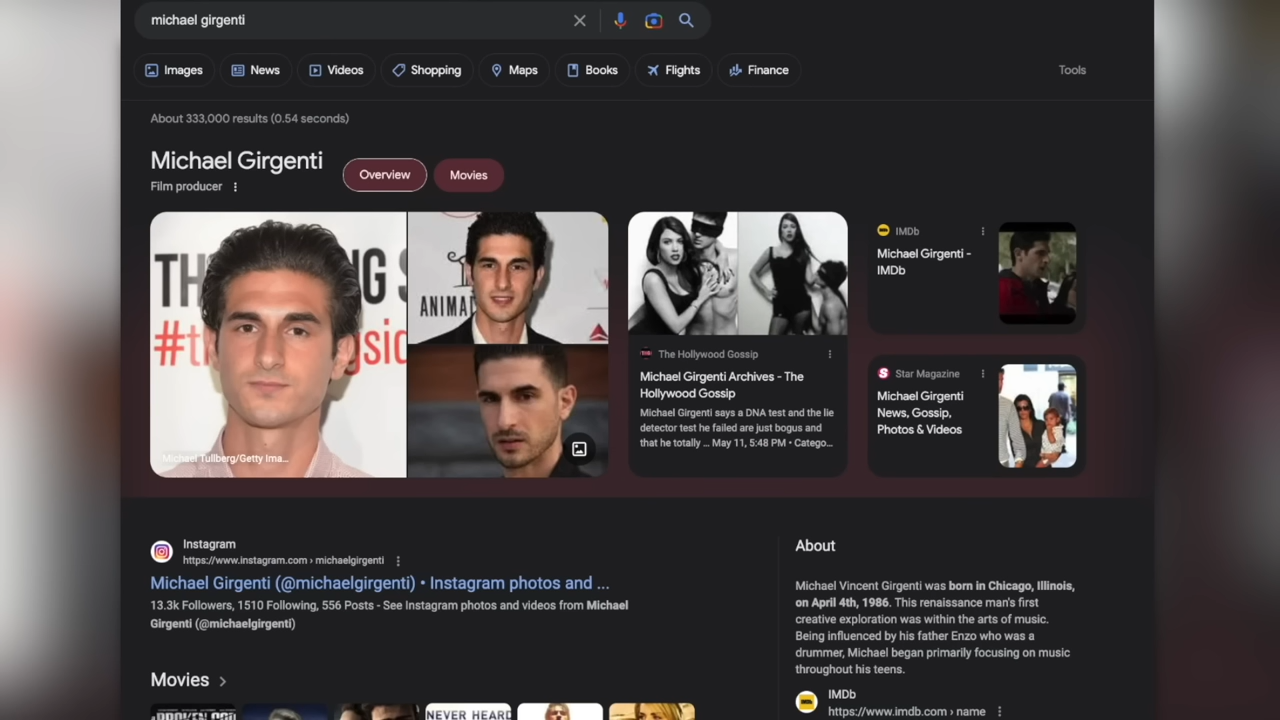 michael girgenti
Images
News
Videos
Shopping
Maps
Books
Flights
Finance
Tools
About 333,000 results (0.54 seconds)
Michael Girgenti
Film producer
Overview
Movies
ANIMA
Michael Tullberg/Getty Ima...
The Hollywood Gossip
Michael Girgenti Archives - The
Hollywood Gossip
Michael Girgenti says a DNA test and the lie
detector test he failed are just bogus and
that he totally ... May 11, 5:48 PM • Catego...
IMDb
Michael Girgenti -
IMDb
Star Magazine
Michael Girgenti
News, Gossip,
Photos & Videos
Instagram
https://www.instagram.com › michaelgirgenti
Michael Girgenti (@michaelgirgenti) • Instagram photos and ...
13.3k Followers, 1510 Following, 556 Posts - See Instagram photos and videos from Michael
Girgenti (@michaelgirgenti)
Movies
NEVER HEARD
About
Michael Vincent Girgenti was born in Chicago, Illinois,
on April 4th, 1986. This renaissance man's first
creative exploration was within the arts of music.
Being influenced by his father Enzo who was a
drummer, Michael began primarily focusing on music
throughout his teens.
IMDb
https://www.imdb.com › name